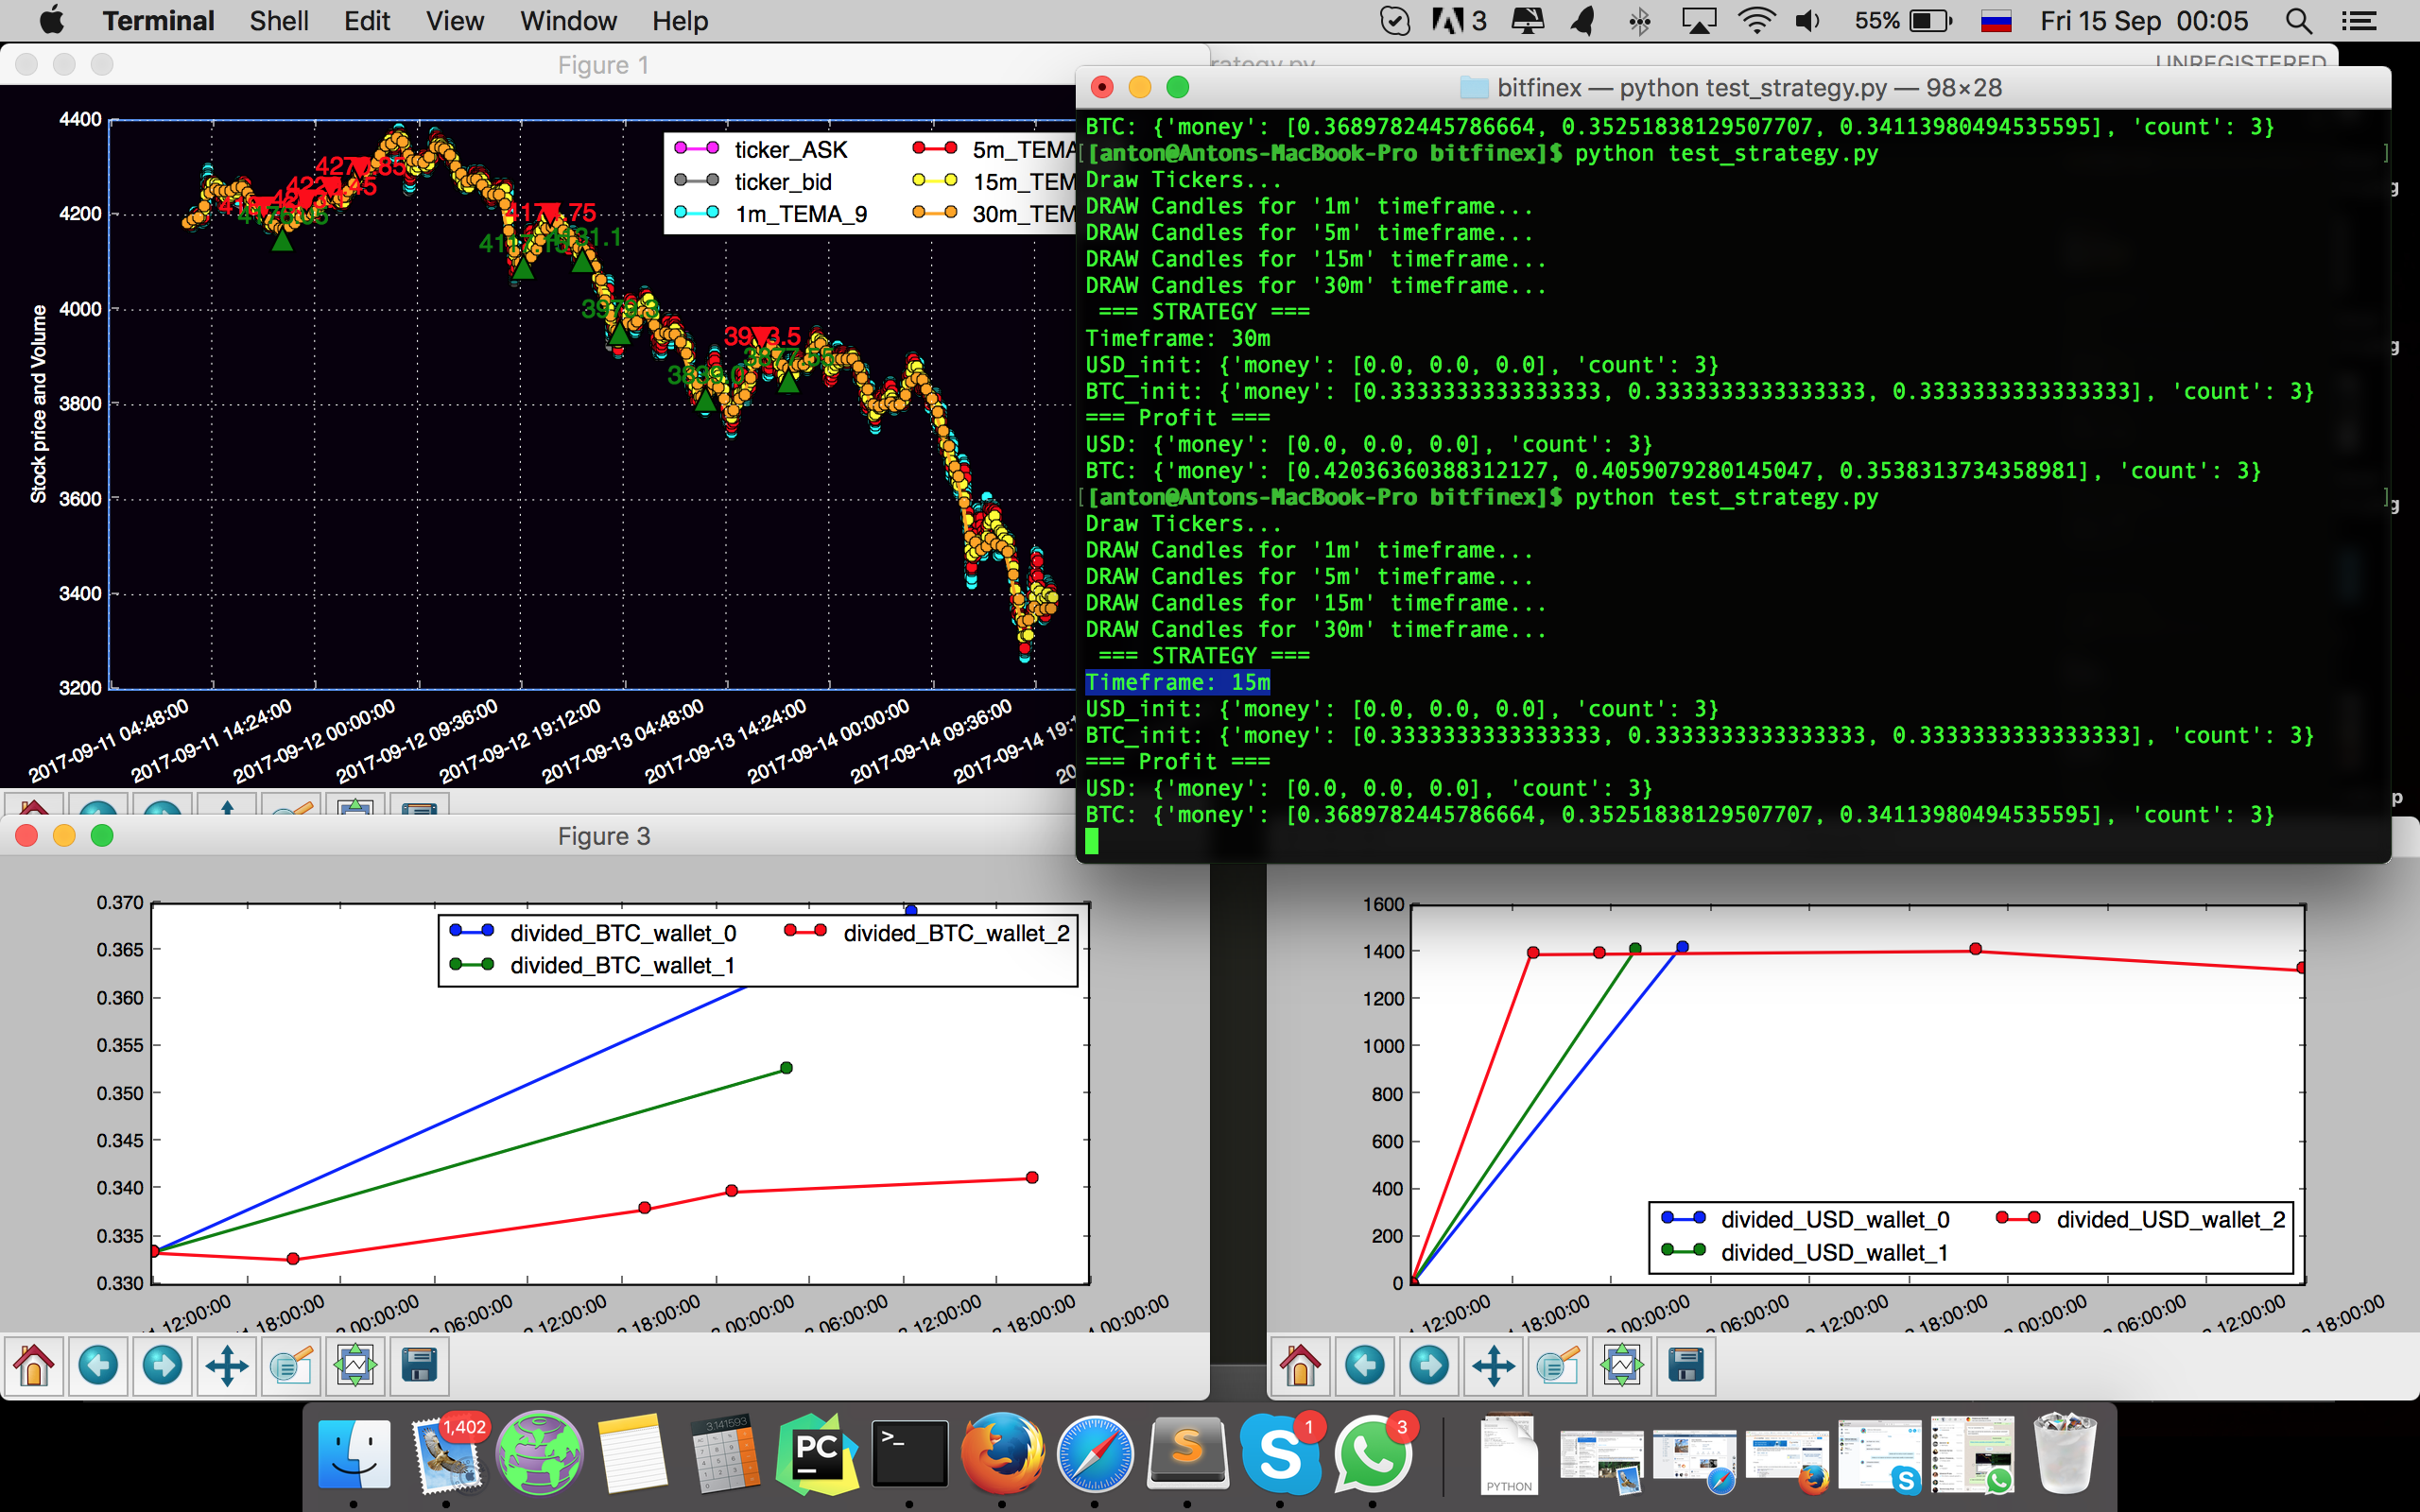 Terminal Shell Edit View Window Help 3 55% Fri 15 Sep 00:05
Figure 1
UNREGISTERED
bitfinex — python test_strategy.py — 98×28
4400
4200
4000
3800
3600
3400
3200
Stock price and Volume
ticker_ASK 5m_TEMA
ticker_bid 15m_TEM
1m_TEMA_9 30m_TEM
2017-09-11 04:48:00
2017-09-11 14:24:00
2017-09-12 00:00:00
2017-09-12 09:36:00
2017-09-12 19:12:00
2017-09-13 04:48:00
2017-09-13 14:24:00
2017-09-14 00:00:00
2017-09-14 09:36:00
2017-09-14 19:1
BTC: {'money': [0.3689782445786664, 0.35251838129507707, 0.34113980494535595], 'count': 3}
[anton@Antons-MacBook-Pro bitfinex]$ python test_strategy.py
Draw Tickers...
DRAW Candles for '1m' timeframe...
DRAW Candles for '5m' timeframe...
DRAW Candles for '15m' timeframe...
DRAW Candles for '30m' timeframe...
=== STRATEGY ===
Timeframe: 30m
USD_init: {'money': [0.0, 0.0, 0.0], 'count': 3}
BTC_init: {'money': [0.3333333333333333, 0.3333333333333333, 0.3333333333333333], 'count': 3}
=== Profit ===
USD: {'money': [0.0, 0.0, 0.0], 'count': 3}
BTC: {'money': [0.42036360388312127, 0.4059079280145047, 0.3538313734358981], 'count': 3}
[anton@Antons-MacBook-Pro bitfinex]$ python test_strategy.py
Draw Tickers...
DRAW Candles for '1m' timeframe...
DRAW Candles for '5m' timeframe...
DRAW Candles for '15m' timeframe...
DRAW Candles for '30m' timeframe...
=== STRATEGY ===
Timeframe: 15m
USD_init: {'money': [0.0, 0.0, 0.0], 'count': 3}
BTC_init: {'money': [0.3333333333333333, 0.3333333333333333, 0.3333333333333333], 'count': 3}
=== Profit ===
USD: {'money': [0.0, 0.0, 0.0], 'count': 3}
BTC: {'money': [0.3689782445786664, 0.35251838129507707, 0.34113980494535595], 'count': 3}
Figure 3
0.370
0.365
0.360
0.355
0.350
0.345
0.340
0.335
0.330
divided_BTC_wallet_0 divided_BTC_wallet_2
divided_BTC_wallet_1
12:00:00
18:00:00
00:00:00
06:00:00
12:00:00
18:00:00
00:00:00
06:00:00
12:00:00
18:00:00
00:00:00
1600
1400
1200
1000
800
600
400
200
0
divided_USD_wallet_0 divided_USD_wallet_2
divided_USD_wallet_1
12:00:00
18:00:00
00:00:00
06:00:00
12:00:00
18:00:00
00:00:00
06:00:00
12:00:00
18:00:00
1,402
3.141593
PC
1
3
PYTHON